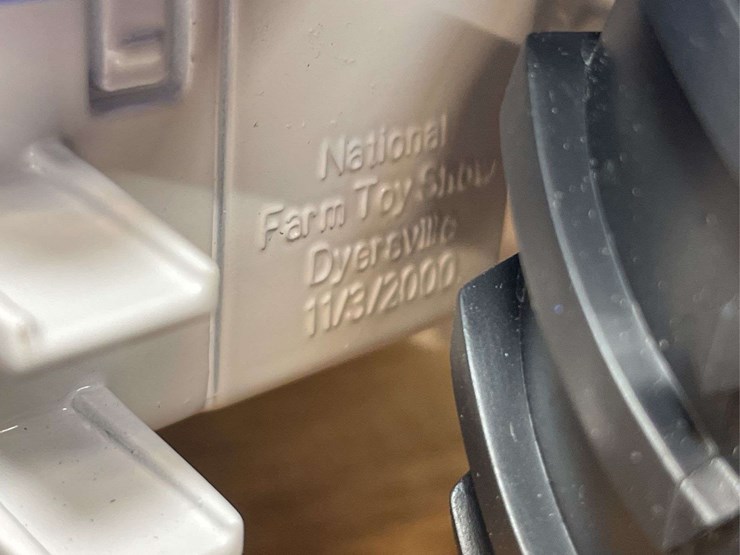 National
Farm Toy Show
Dyersville
11/3/2000